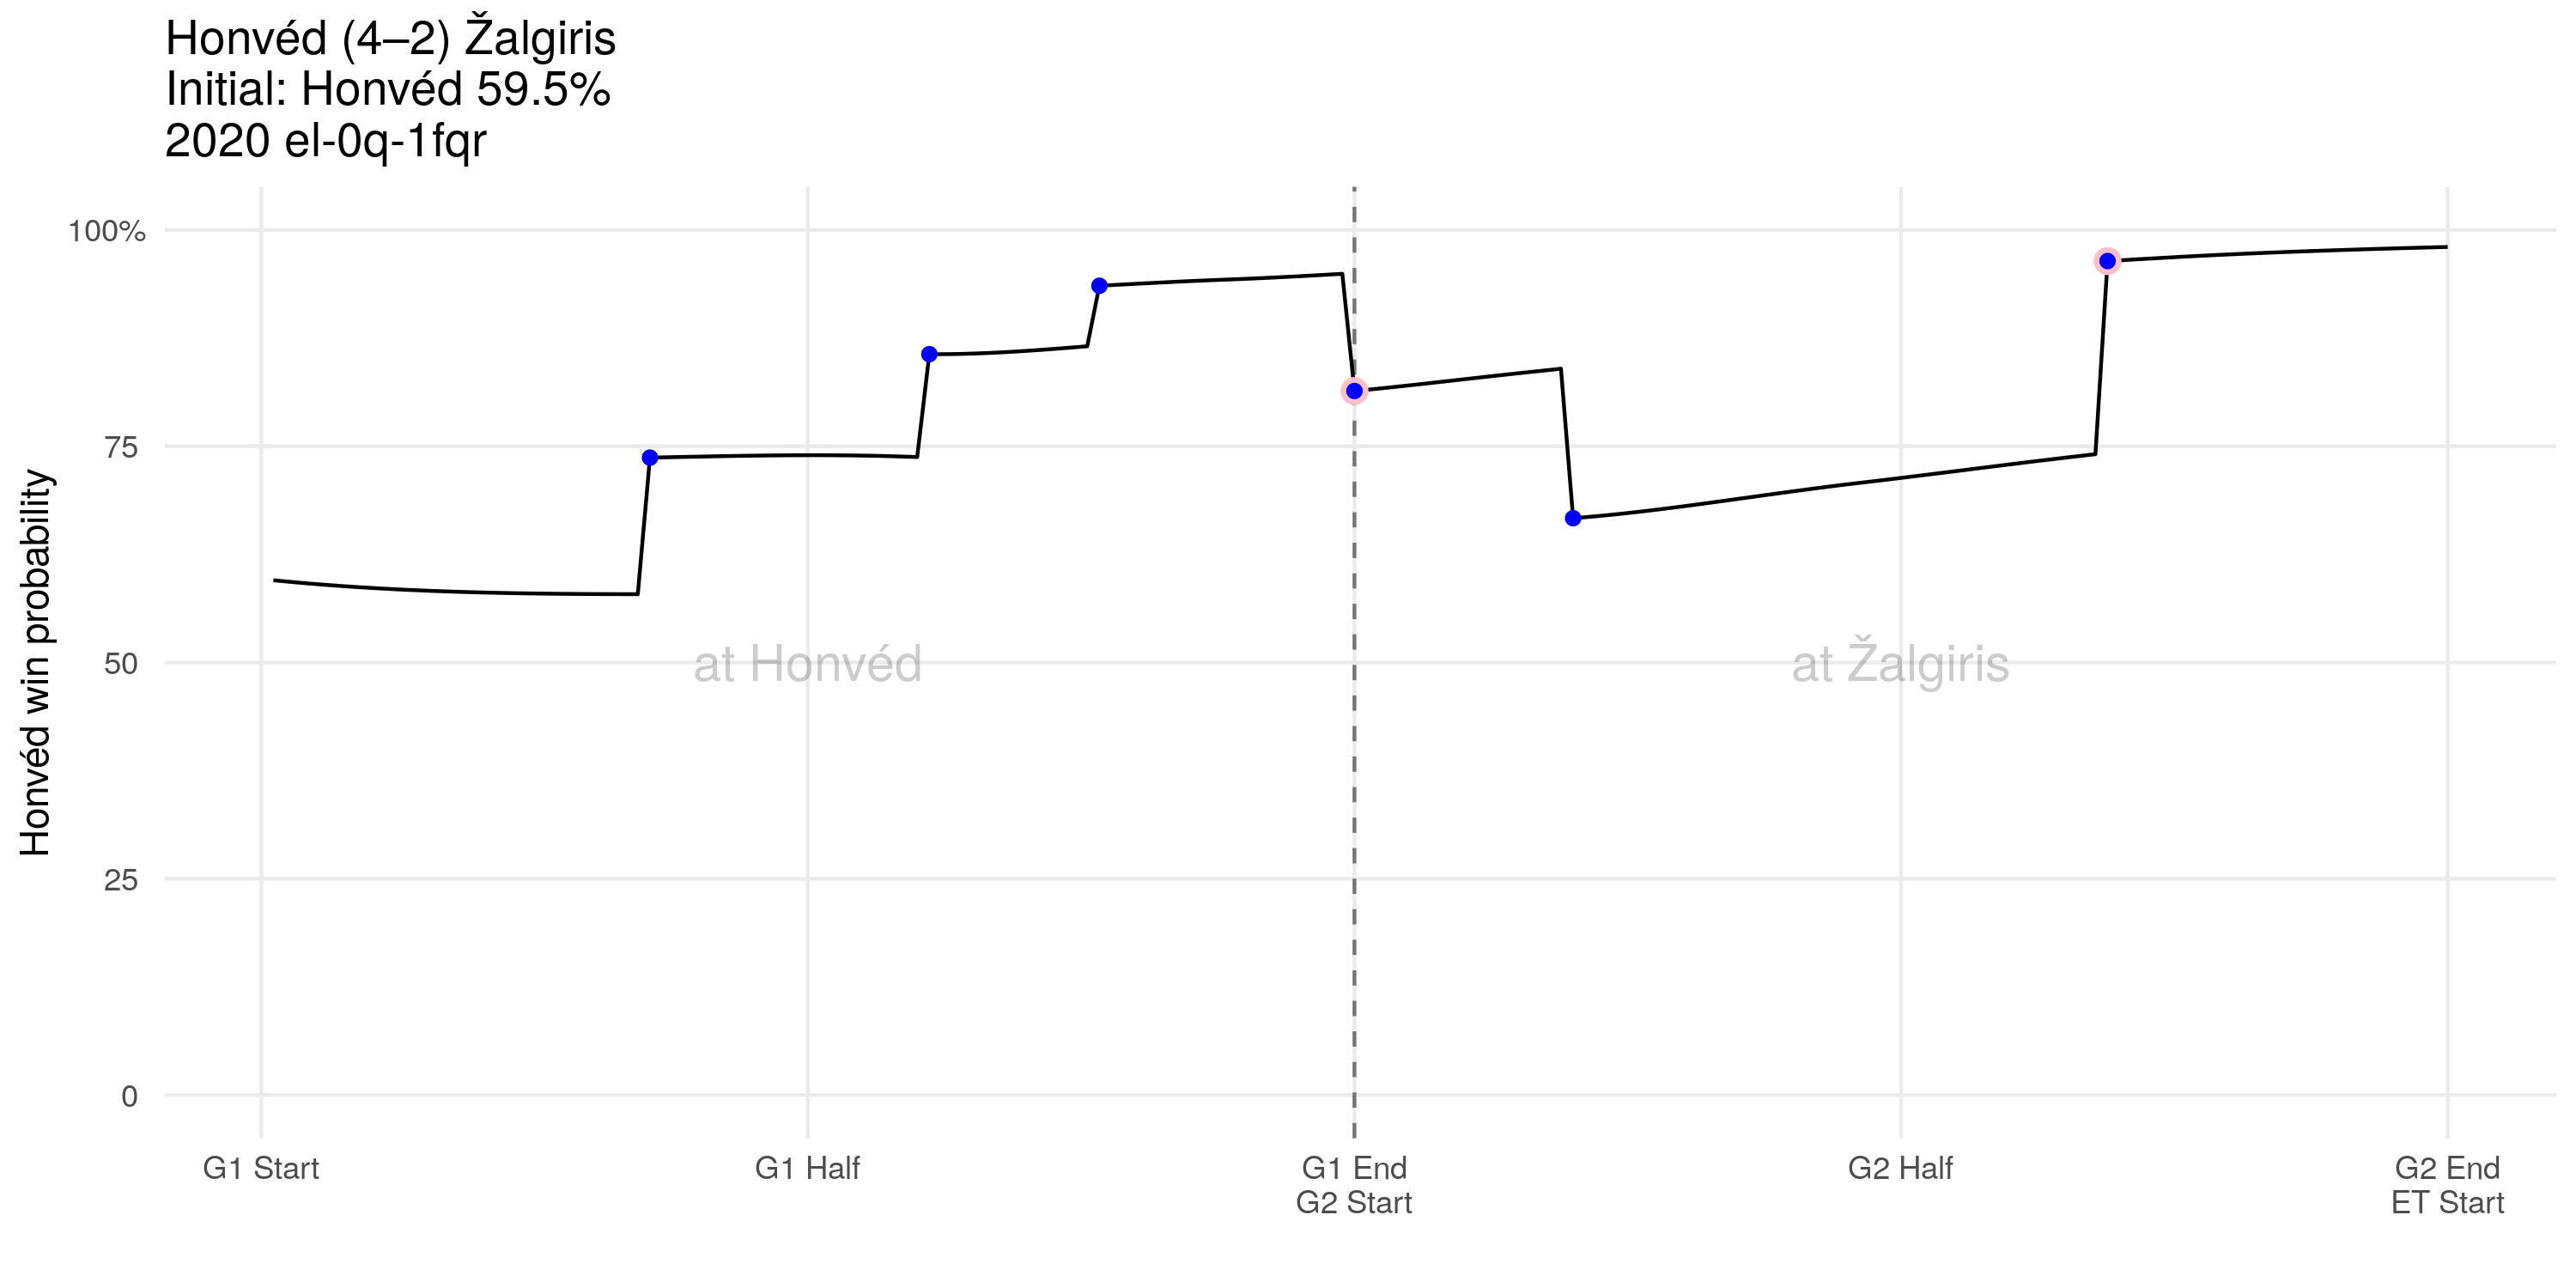 Honvéd (4–2) Žalgiris
Initial: Honvéd 59.5%
2020 el-0q-1fqr
Honvéd win probability
100%
75
50
25
0
at Honvéd
at Žalgiris
G1 Start
G1 Half
G1 End
G2 Start
G2 Half
G2 End
ET Start